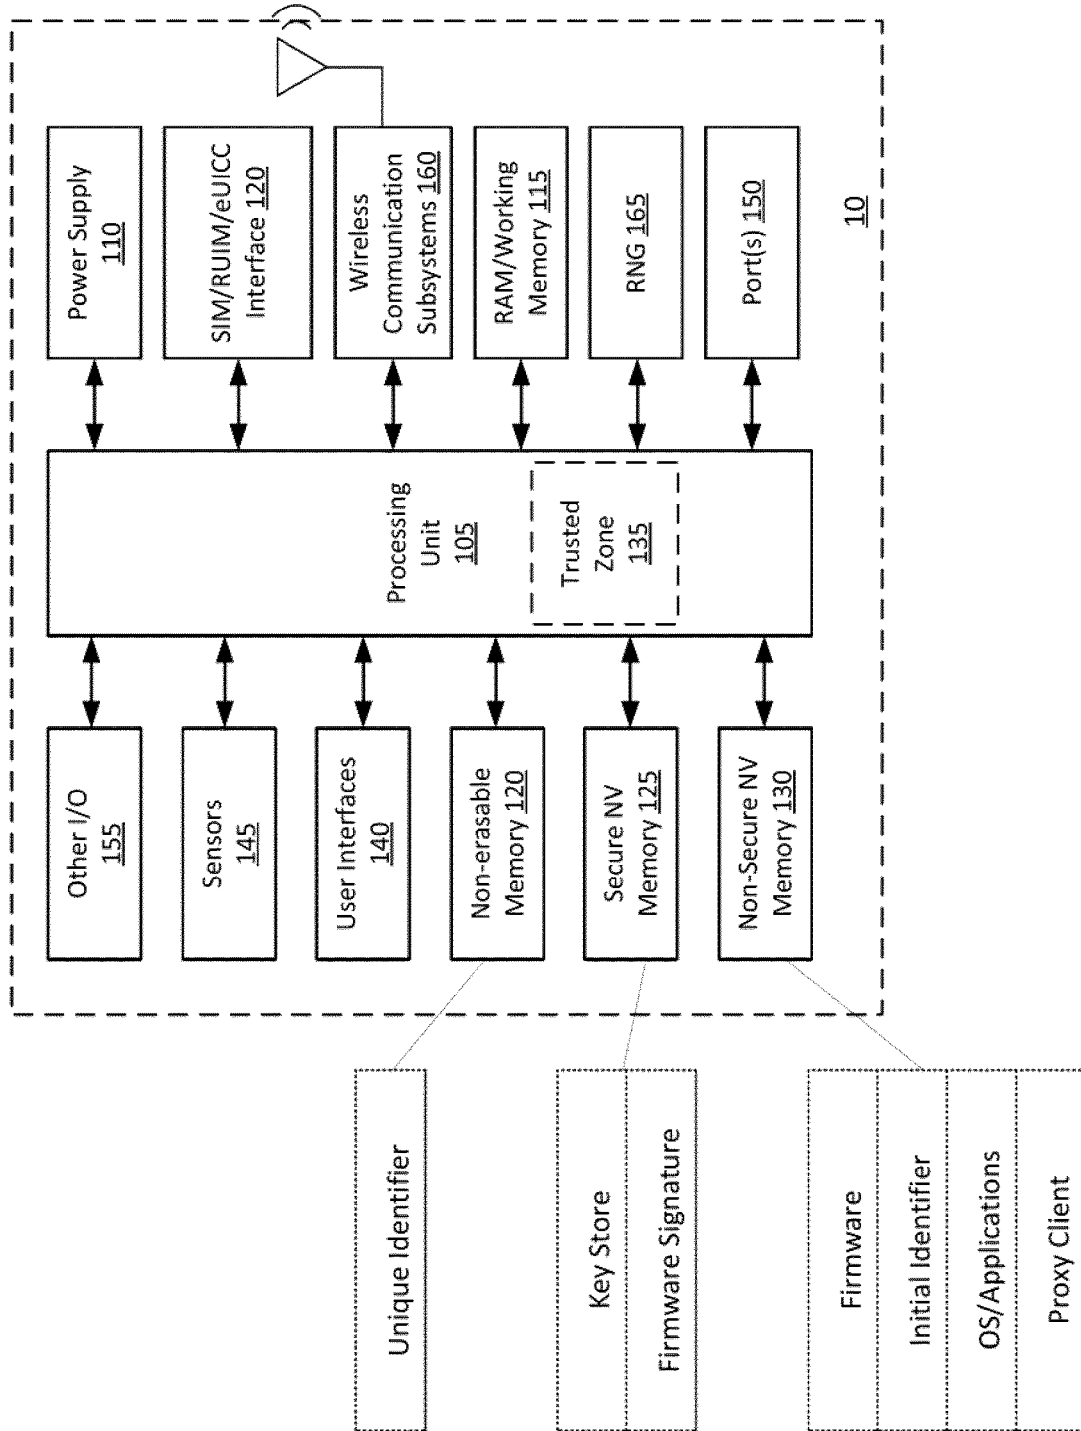 Other I/O
155
Sensors
145
User Interfaces
140
Non-erasable
Memory 120
Secure NV
Memory 125
Non-Secure NV
Memory 130
Processing
Unit
105
Trusted
Zone
135
Power Supply
110
SIM/RUIM/eUICC
Interface 120
Wireless
Communication
Subsystems 160
RAM/Working
Memory 115
RNG 165
Port(s) 150
10
Unique Identifier
Key Store
Firmware Signature
Firmware
Initial Identifier
OS/Applications
Proxy Client